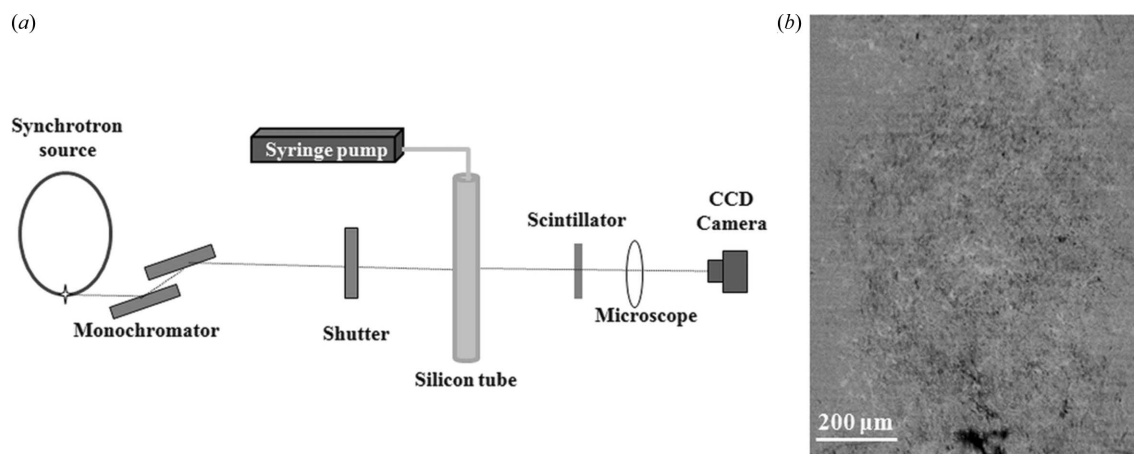 (a)
(b)
Synchrotron
source
Syringe pump
CCD
Camera
Scintillator
Monochromator
Shutter
Microscope
Silicon tube
200 μm